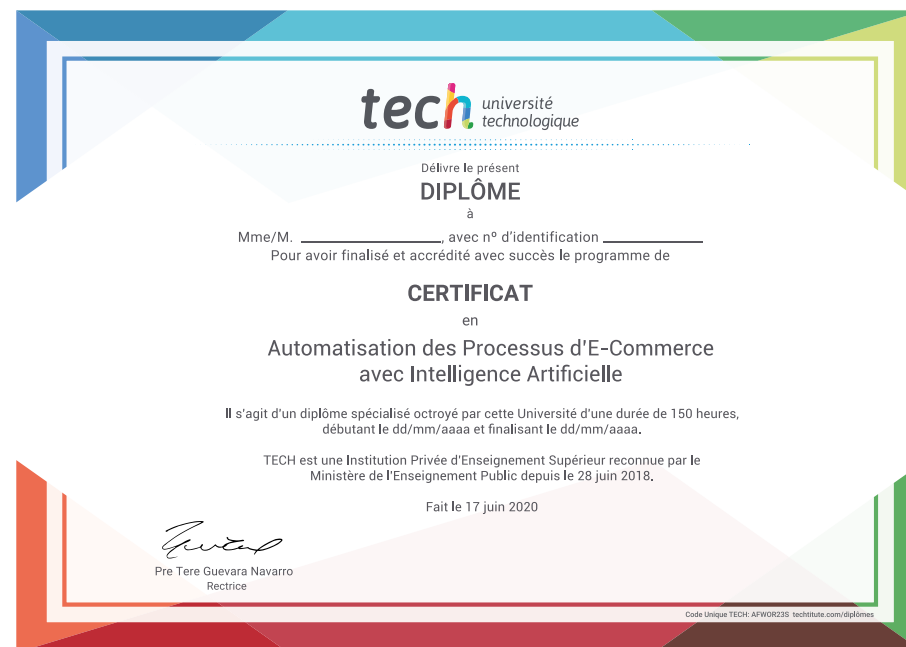 tech université
technologique
Délivre le présent
DIPLÔME
à
Mme/M. ____________________, avec nº d'identification ______________
Pour avoir finalisé et accrédité avec succès le programme de
CERTIFICAT
en
Automatisation des Processus d'E-Commerce
avec Intelligence Artificielle
Il s'agit d'un diplôme spécialisé octroyé par cette Université d'une durée de 150 heures,
débutant le dd/mm/aaaa et finalisant le dd/mm/aaaa.
TECH est une Institution Privée d'Enseignement Supérieur reconnue par le
Ministère de l'Enseignement Public depuis le 28 juin 2018.
Fait le 17 juin 2020
Pre Tere Guevara Navarro
Rectrice
Code Unique TECH: AFWOR23S techtitute.com/diplômes